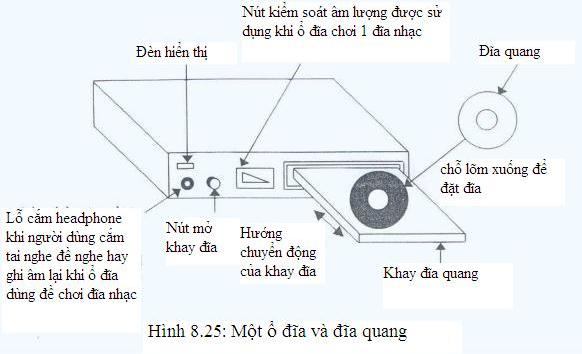 Nút kiểm soát âm lượng được sử
dụng khi ổ đĩa chơi 1 đĩa nhạc
Đèn hiển thị
Đĩa quang
chỗ lõm xuống để
đặt đĩa
Lỗ cắm headphone
khi người dùng cắm
tai nghe để nghe hay
ghi âm lại khi ổ đĩa
dùng để chơi đĩa nhạc
Nút mở
khay đĩa
Hướng
chuyển động
của khay đĩa
Khay đĩa quang
Hình 8.25: Một ổ đĩa và đĩa quang